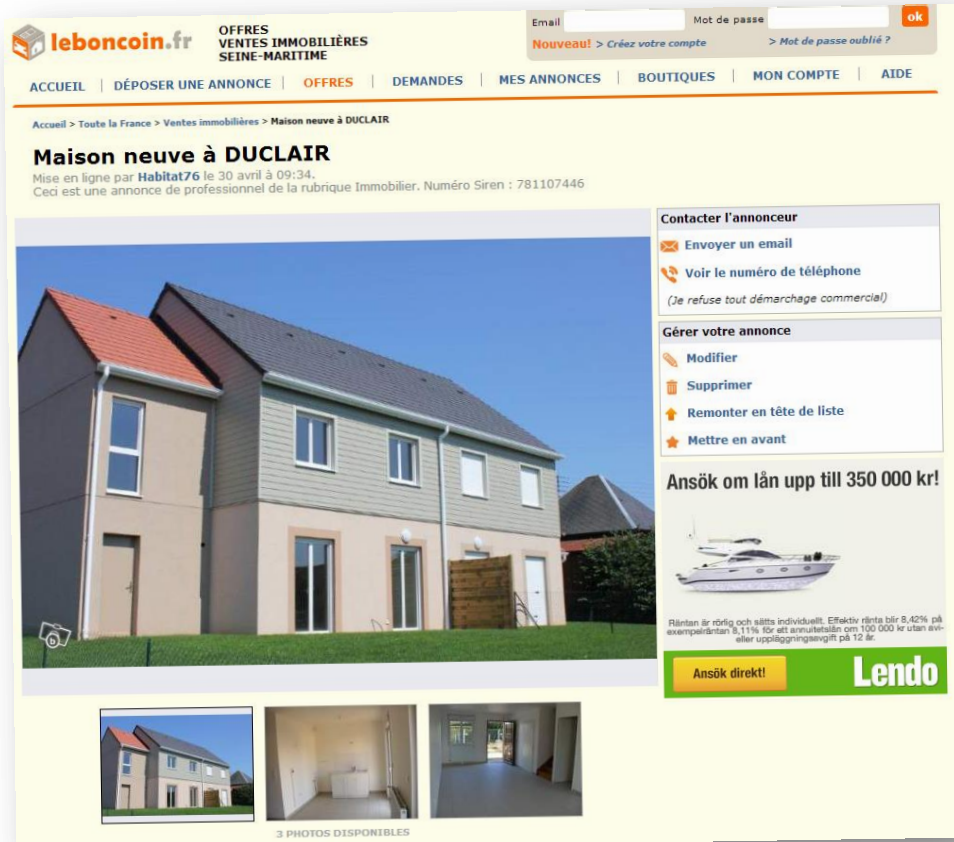 leboncoin.fr
OFFRES
VENTES IMMOBILIÈRES
SEINE-MARITIME
Email
Mot de passe
ok
Nouveau! > Créez votre compte
> Mot de passe oublié ?
ACCUEIL | DÉPOSER UNE ANNONCE | OFFRES | DEMANDES | MES ANNONCES | BOUTIQUES | MON COMPTE | AIDE
Accueil > Toute la France > Ventes immobilières > Maison neuve à DUCLAIR
Maison neuve à DUCLAIR
Mise en ligne par Habitat76 le 30 avril à 09:34.
Ceci est une annonce de professionnel de la rubrique Immobilier. Numéro Siren : 781107446
Contacter l'annonceur
Envoyer un email
Voir le numéro de téléphone
(Je refuse tout démarchage commercial)
Gérer votre annonce
Modifier
Supprimer
Remonter en tête de liste
Mettre en avant
Ansök om lån upp till 350 000 kr!
Räntan är rörlig och sätts individuellt. Effektiv ränta blir 8,42% på
exempelräntan 8,11% för ett annuitetslån om 100 000 kr utan avi-
eller uppläggningsavgift på 12 år.
Ansök direkt!
Lendo
3 PHOTOS DISPONIBLES